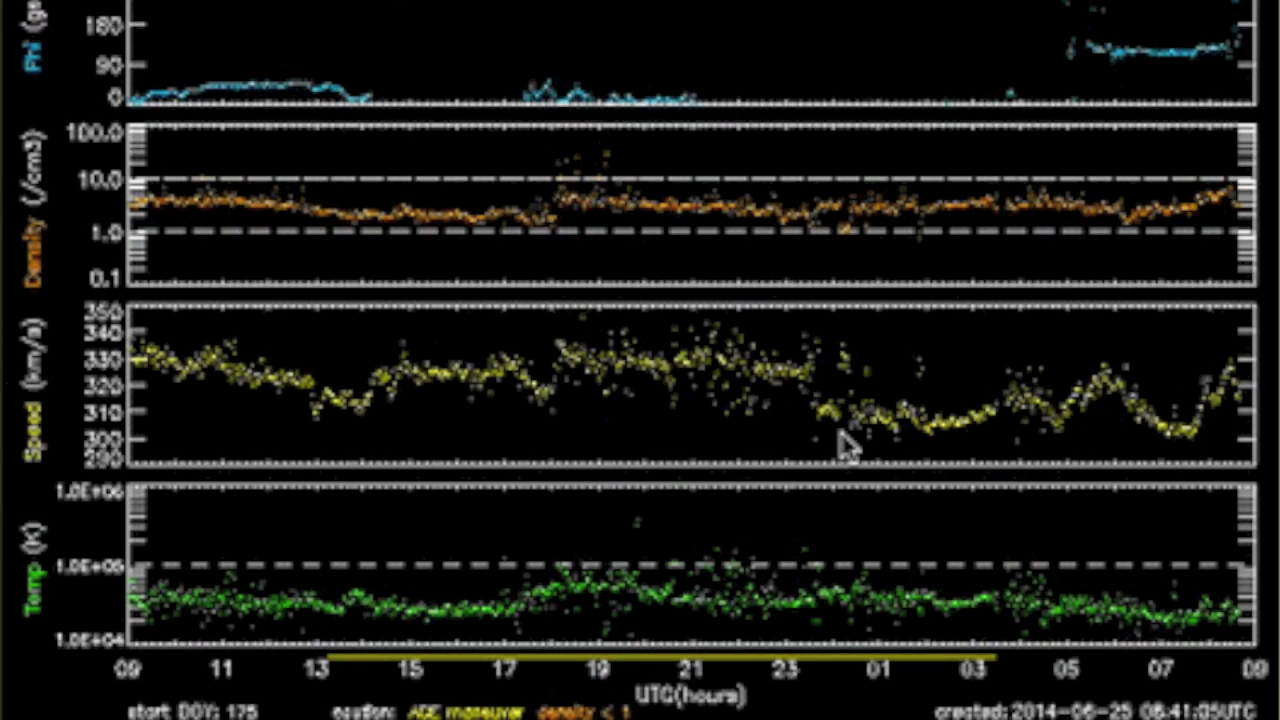 Phi (gs
180
90
0
Density (/cm3)
100.0
10.0
1.0
0.1
Speed (km/s)
350
340
330
320
310
300
290
Temp (K)
1.0E+06
1.0E+05
1.0E+04
09 11 13 15 17 19 21 23 01 03 05 07 09
UTC(hours)
start DOY: 175 caution: ACE maneuver density < 1 created: 2014-06-25 08:41:05UTC